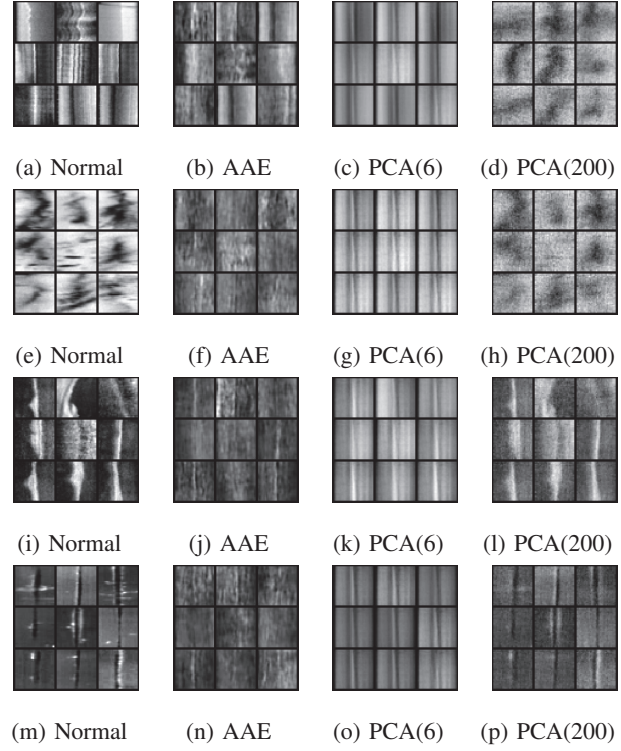 (a) Normal (b) AAE (c) PCA(6) (d) PCA(200)
(e) Normal (f) AAE (g) PCA(6) (h) PCA(200)
(i) Normal (j) AAE (k) PCA(6) (l) PCA(200)
(m) Normal (n) AAE (o) PCA(6) (p) PCA(200)